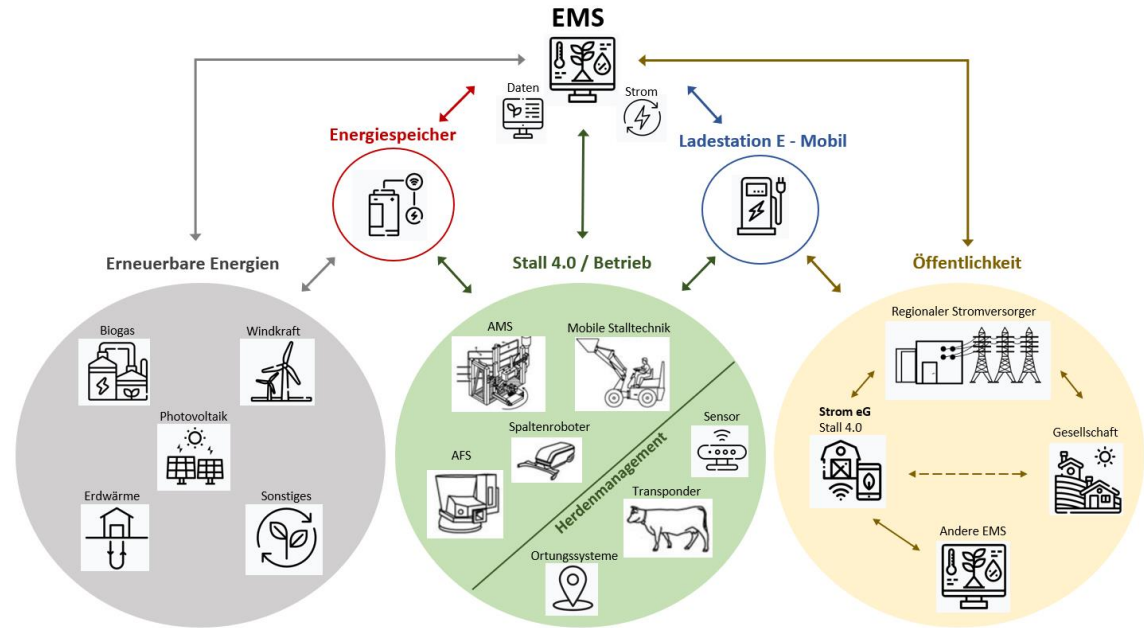 EMS
Daten
Strom
Energiespeicher
Ladestation E - Mobil
Erneuerbare Energien
Stall 4.0 / Betrieb
Öffentlichkeit
Biogas
Windkraft
Photovoltaik
Erdwärme
Sonstiges
AMS
Mobile Stalltechnik
Spaltenroboter
Sensor
AFS
Herdenmanagement
Transponder
Ortungssysteme
Regionaler Stromversorger
Strom eG
Stall 4.0
Gesellschaft
Andere EMS